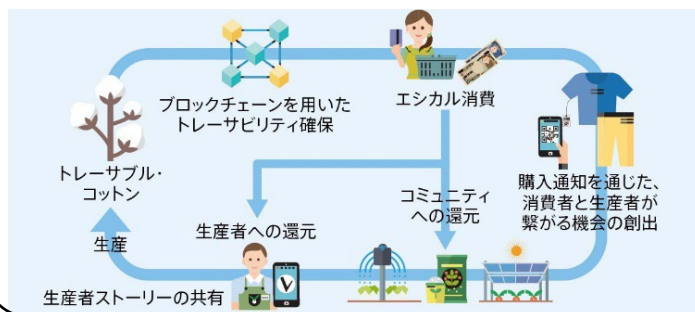 ブロックチェーンを用いた
トレーサビリティ確保
エシカル消費
トレーサブル・
コットン
購入通知を通じた、
消費者と生産者が
繋がる機会の創出
コミュニティ
への還元
生産者への還元
生産
生産者ストーリーの共有